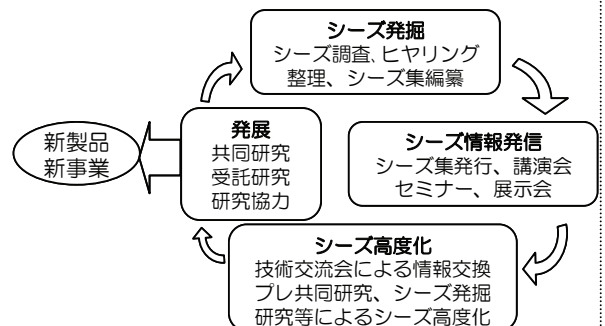 シーズ発掘
シーズ調査、ヒヤリング
整理、シーズ集編纂
新製品
新事業
発展
共同研究
受託研究
研究協力
シーズ情報発信
シーズ集発行、講演会
セミナー、展示会
シーズ高度化
技術交流会による情報交換
プレ共同研究、シーズ発掘
研究等によるシーズ高度化